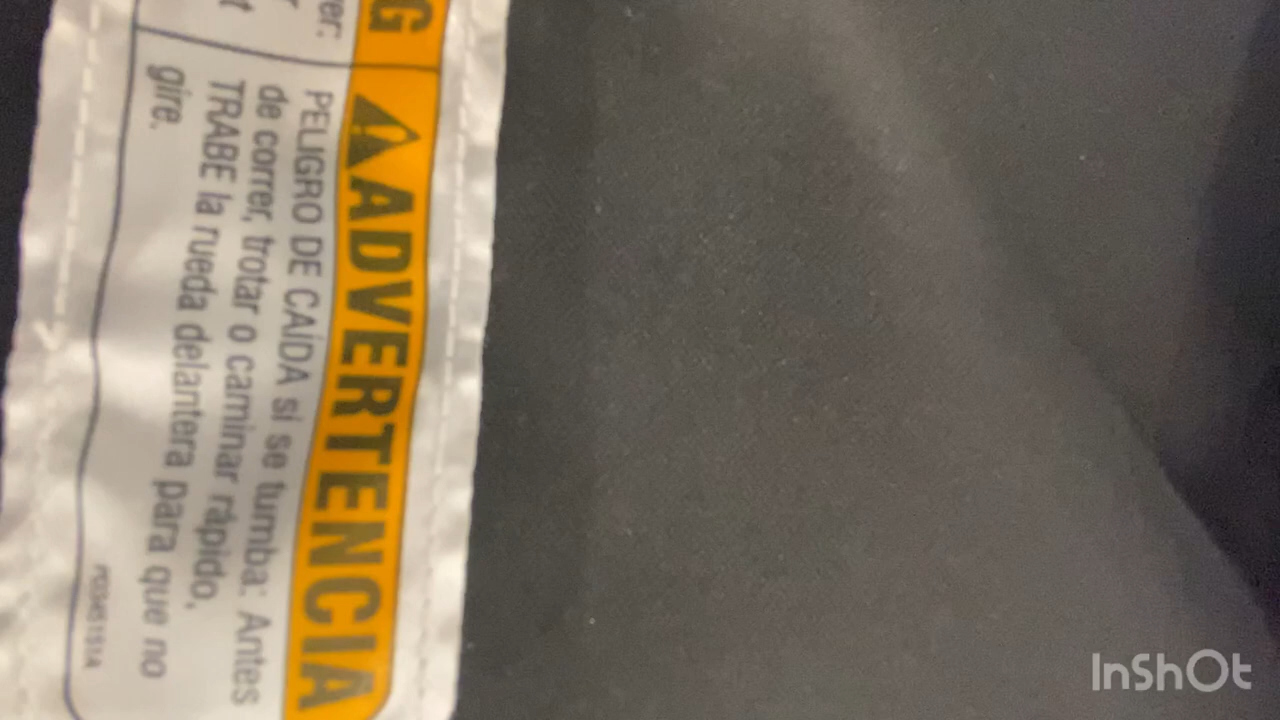 G
ver:
r
t
ADVERTENCIA
PELIGRO DE CAÍDA si se tumba: Antes
de correr, trotar o caminar rápido,
TRABE la rueda delantera para que no
gire.
InShOt